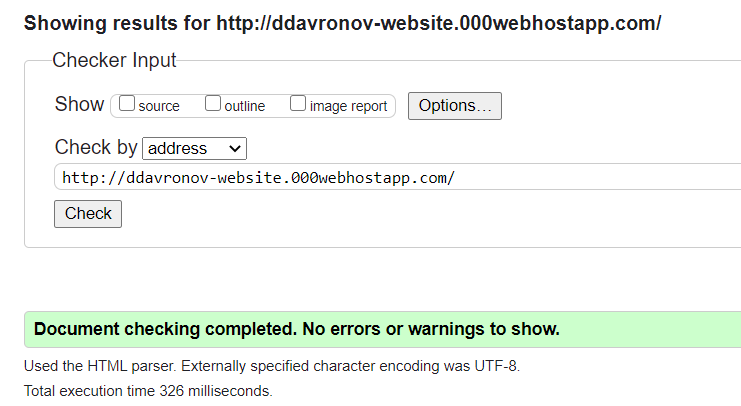 Showing results for http://ddavronov-website.000webhostapp.com/
Checker Input
Show source outline image report Options...
Check by address
http://ddavronov-website.000webhostapp.com/
Check
Document checking completed. No errors or warnings to show.
Used the HTML parser. Externally specified character encoding was UTF-8.
Total execution time 326 milliseconds.